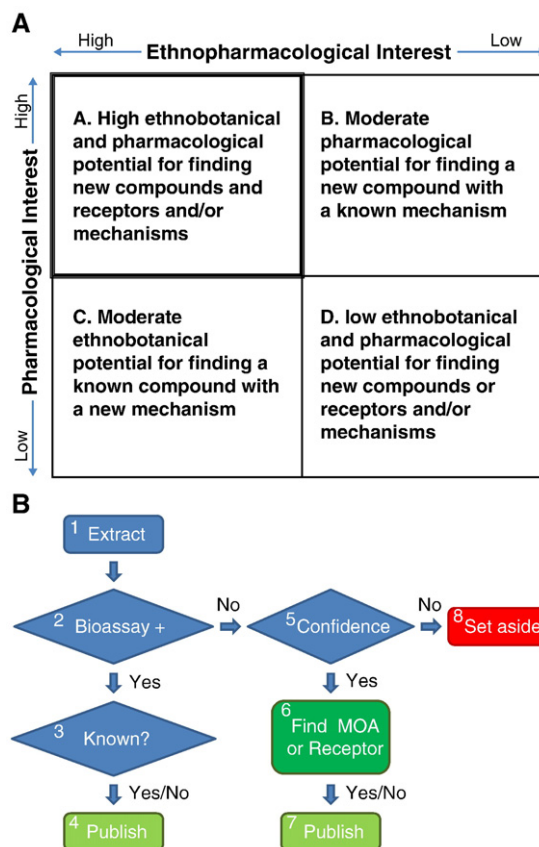 A
High Ethnopharmacological Interest Low
High
Pharmacological Interest
Low
A. High ethnobotanical
and pharmacological
potential for finding
new compounds and
receptors and/or
mechanisms
B. Moderate
pharmacological
potential for finding a
new compound with
a known mechanism
C. Moderate
ethnobotanical
potential for finding a
known compound with
a new mechanism
D. low ethnobotanical
and pharmacological
potential for finding
new compounds or
receptors and/or
mechanisms
B
1 Extract
2 Bioassay +
No
5 Confidence
No
8 Set aside
Yes
Yes
3 Known?
6 Find MOA
or Receptor
Yes/No
Yes/No
4 Publish
7 Publish